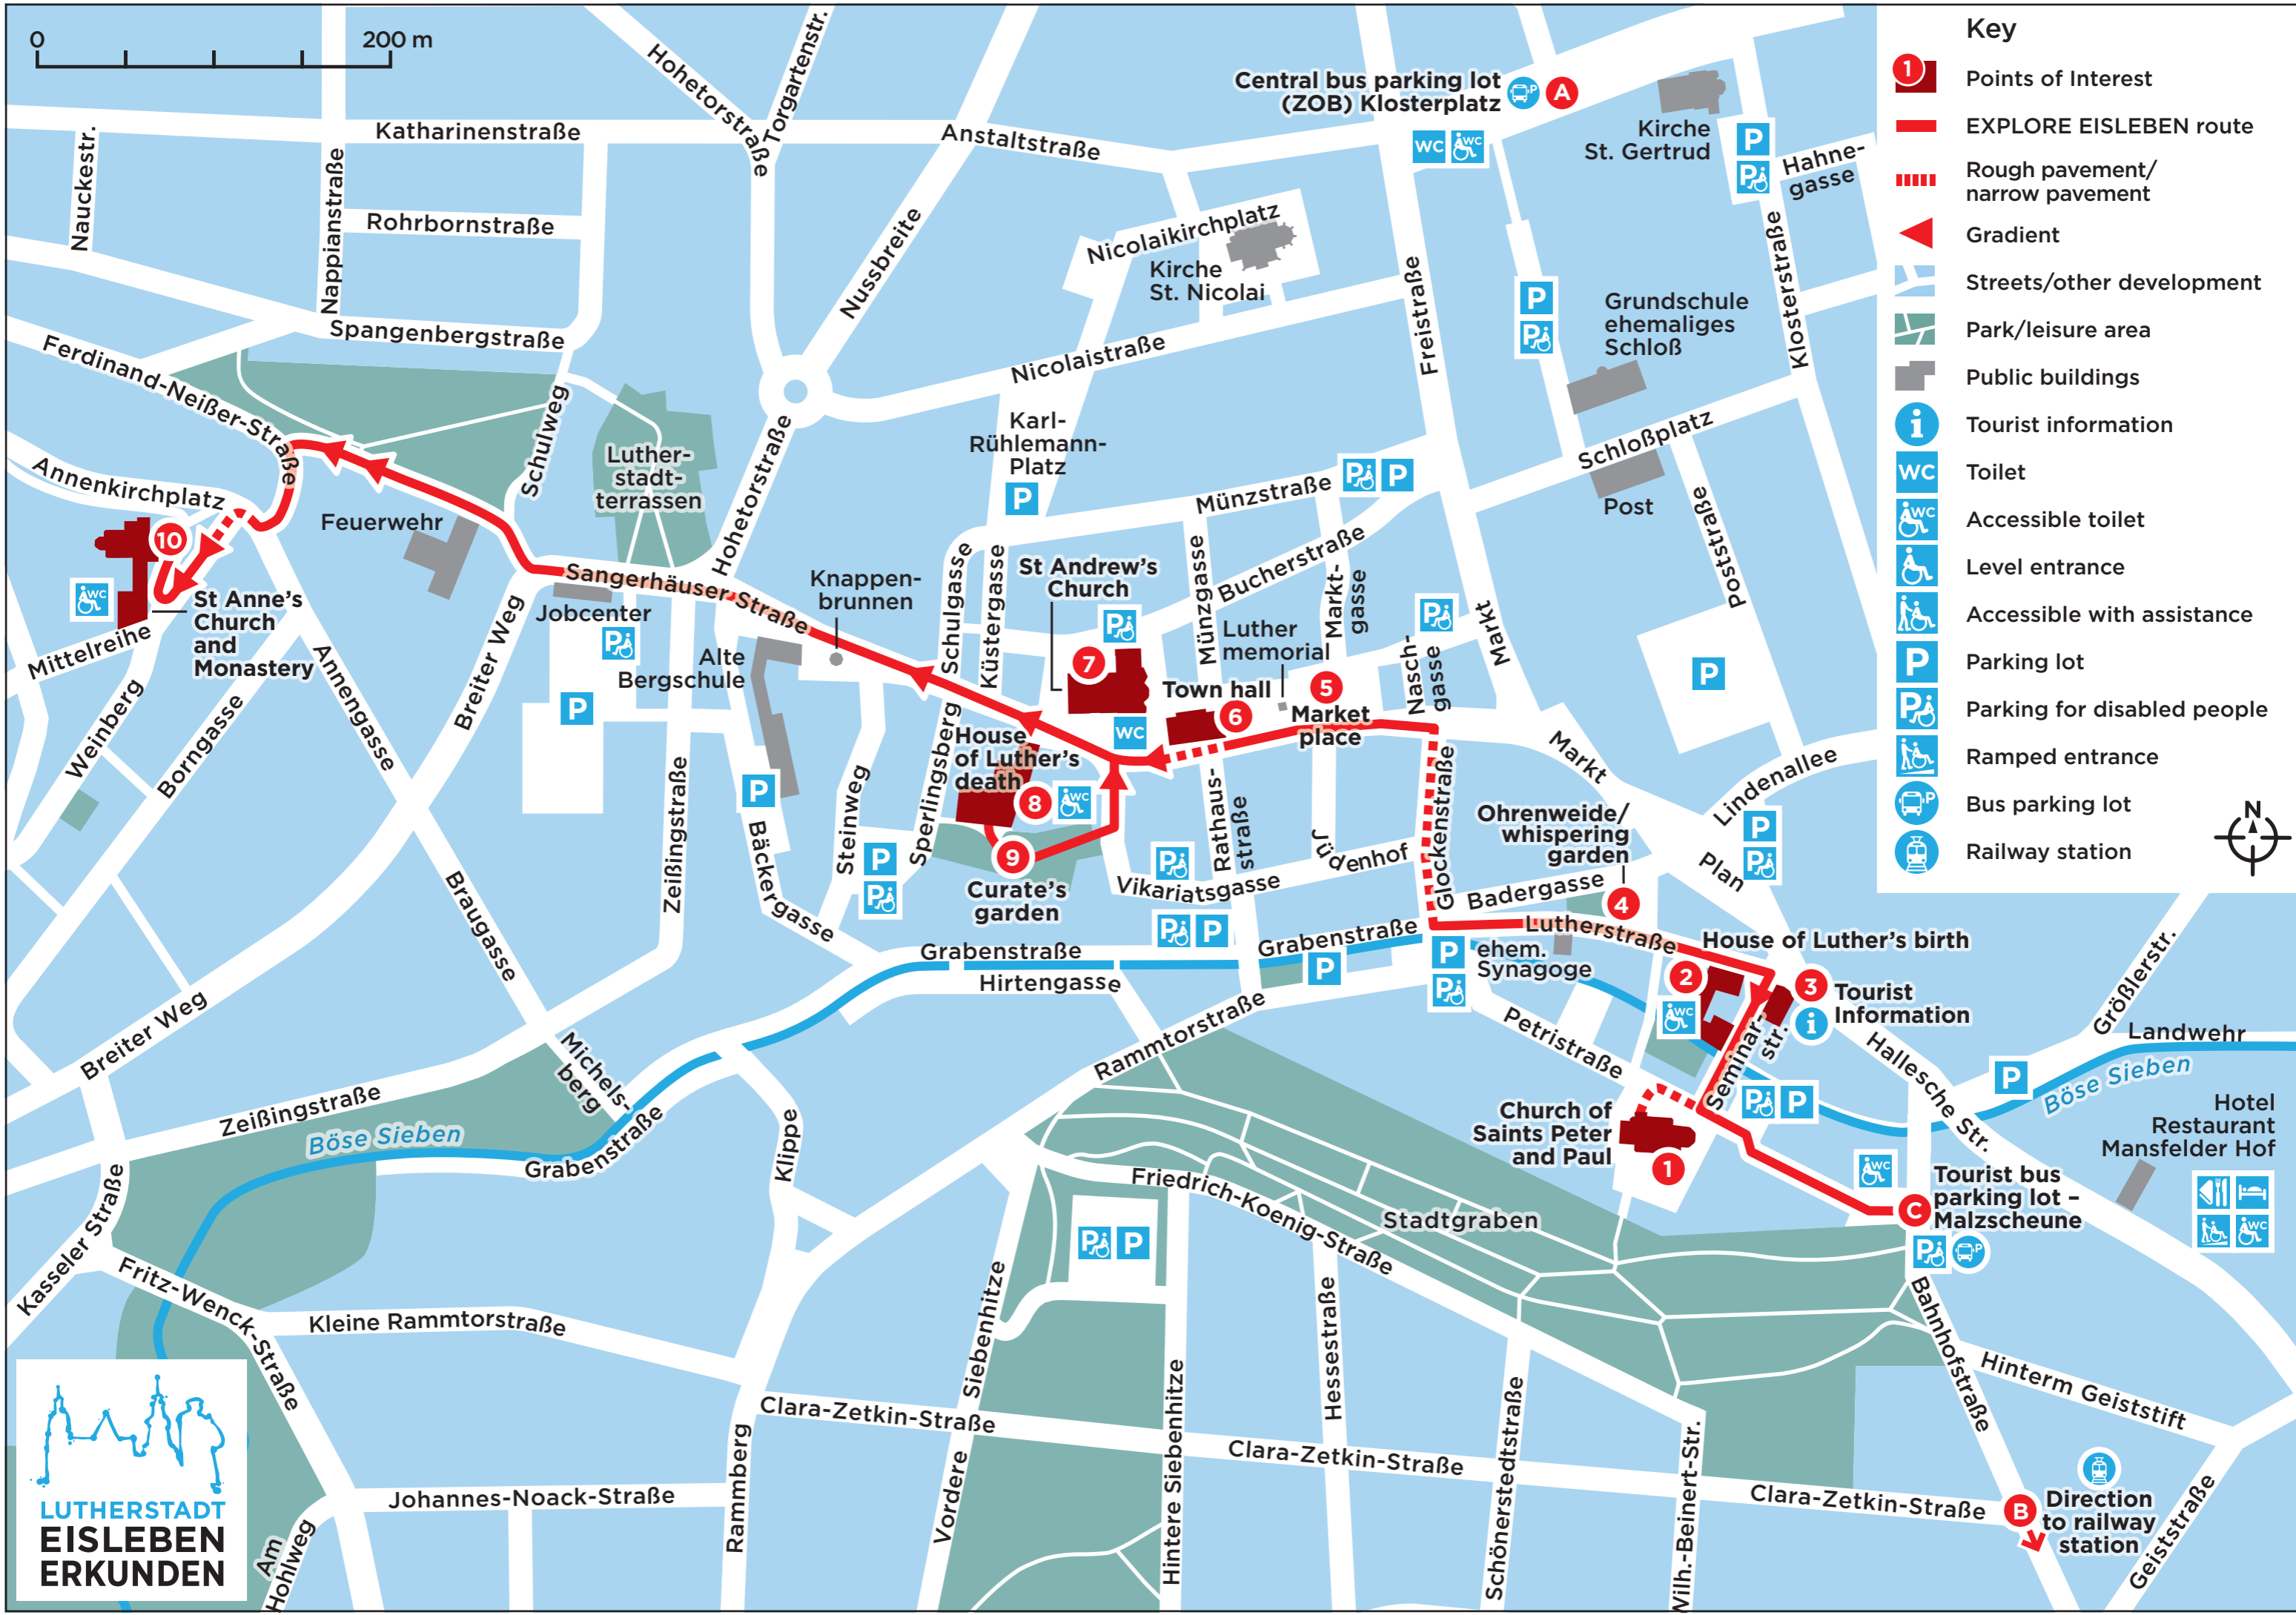 0
200 m
Hohetorstraße
Torgartenstr.
Katharinenstraße
Nauckestr.
Nappianstraße
Rohrbornstraße
Spangenbergstraße
Ferdinand-Neißer-Straße
Anstaltstraße
Nussbreite
Central bus parking lot
(ZOB) Klosterplatz
P
A
WC
WC
Kirche
St. Gertrud
P
P
Hahne-
gasse
Nicolaikirchplatz
Kirche
St. Nicolai
Nicolaistraße
Freistraße
P
P
Klosterstraße
Grundschule
ehemaliges
Schloß
Schloßplatz
Post
Poststraße
Karl-
Rühlemann-
Platz
P
Münzstraße
P
P
Schulweg
Luther-
stadt-
terrassen
Hohetorstraße
Annenkirchplatz
Feuerwehr
10
WC
St Anne's
Church
and
Monastery
Mittelreihe
Weinberg
Borngasse
Annengasse
Breiter Weg
Sangerhäuser Straße
Jobcenter
P
P
Knappen-
brunnen
Alte
Bergschule
Schulgasse
Küstergasse
St Andrew's
Church
P
7
WC
Münzgasse
Bucherstraße
Markt-
gasse
Luther
memorial
Town hall
6
5
Market
place
Nasch-
gasse
P
Markt
P
Markt
Lindenallee
P
P
Plan
House
of Luther's
death
8
WC
9
Curate's
garden
Sperlingsberg
Steinweg
P
P
P
Bäckergasse
Zeißingstraße
Braugasse
Vikariatsgasse
P
Rathaus-
straße
Jüdenhof
Glockenstraße
Ohrenweide/
whispering
garden
Badergasse
4
Lutherstraße
House of Luther's birth
2
WC
3
i
Tourist
Information
Seminar-
str.
ehem.
Synagoge
P
P
P
P
Grabenstraße
Grabenstraße
Hirtengasse
P
Rammtorstraße
Petristraße
P
P
Church of
Saints Peter
and Paul
1
Hallesche Str.
Größlerstr.
Landwehr
P
Böse Sieben
Hotel
Restaurant
Mansfelder Hof
WC
WC
C
Tourist bus
parking lot –
Malzscheune
P
P
Breiter Weg
Zeißingstraße
Michels-
berg
Böse Sieben
Grabenstraße
Klippe
Kasseler Straße
Fritz-Wenck-Straße
Kleine Rammtorstraße
Friedrich-Koenig-Straße
Stadtgraben
P
P
Vordere
Siebenhitze
Hintere Siebenhitze
Hessestraße
Schönerstedtstraße
Wilh.-Beinert-Str.
Bahnhofstraße
Hinterm Geiststift
Geiststraße
Clara-Zetkin-Straße
Clara-Zetkin-Straße
Clara-Zetkin-Straße
B
Direction
to railway
station
Rammberg
Johannes-Noack-Straße
Am
Hohlweg
LUTHERSTADT
EISLEBEN
ERKUNDEN
Key
1
Points of Interest
EXPLORE EISLEBEN route
Rough pavement/
narrow pavement
Gradient
Streets/other development
Park/leisure area
Public buildings
i
Tourist information
WC
Toilet
WC
Accessible toilet
Level entrance
Accessible with assistance
P
Parking lot
P
Parking for disabled people
Ramped entrance
P
Bus parking lot
Railway station
N